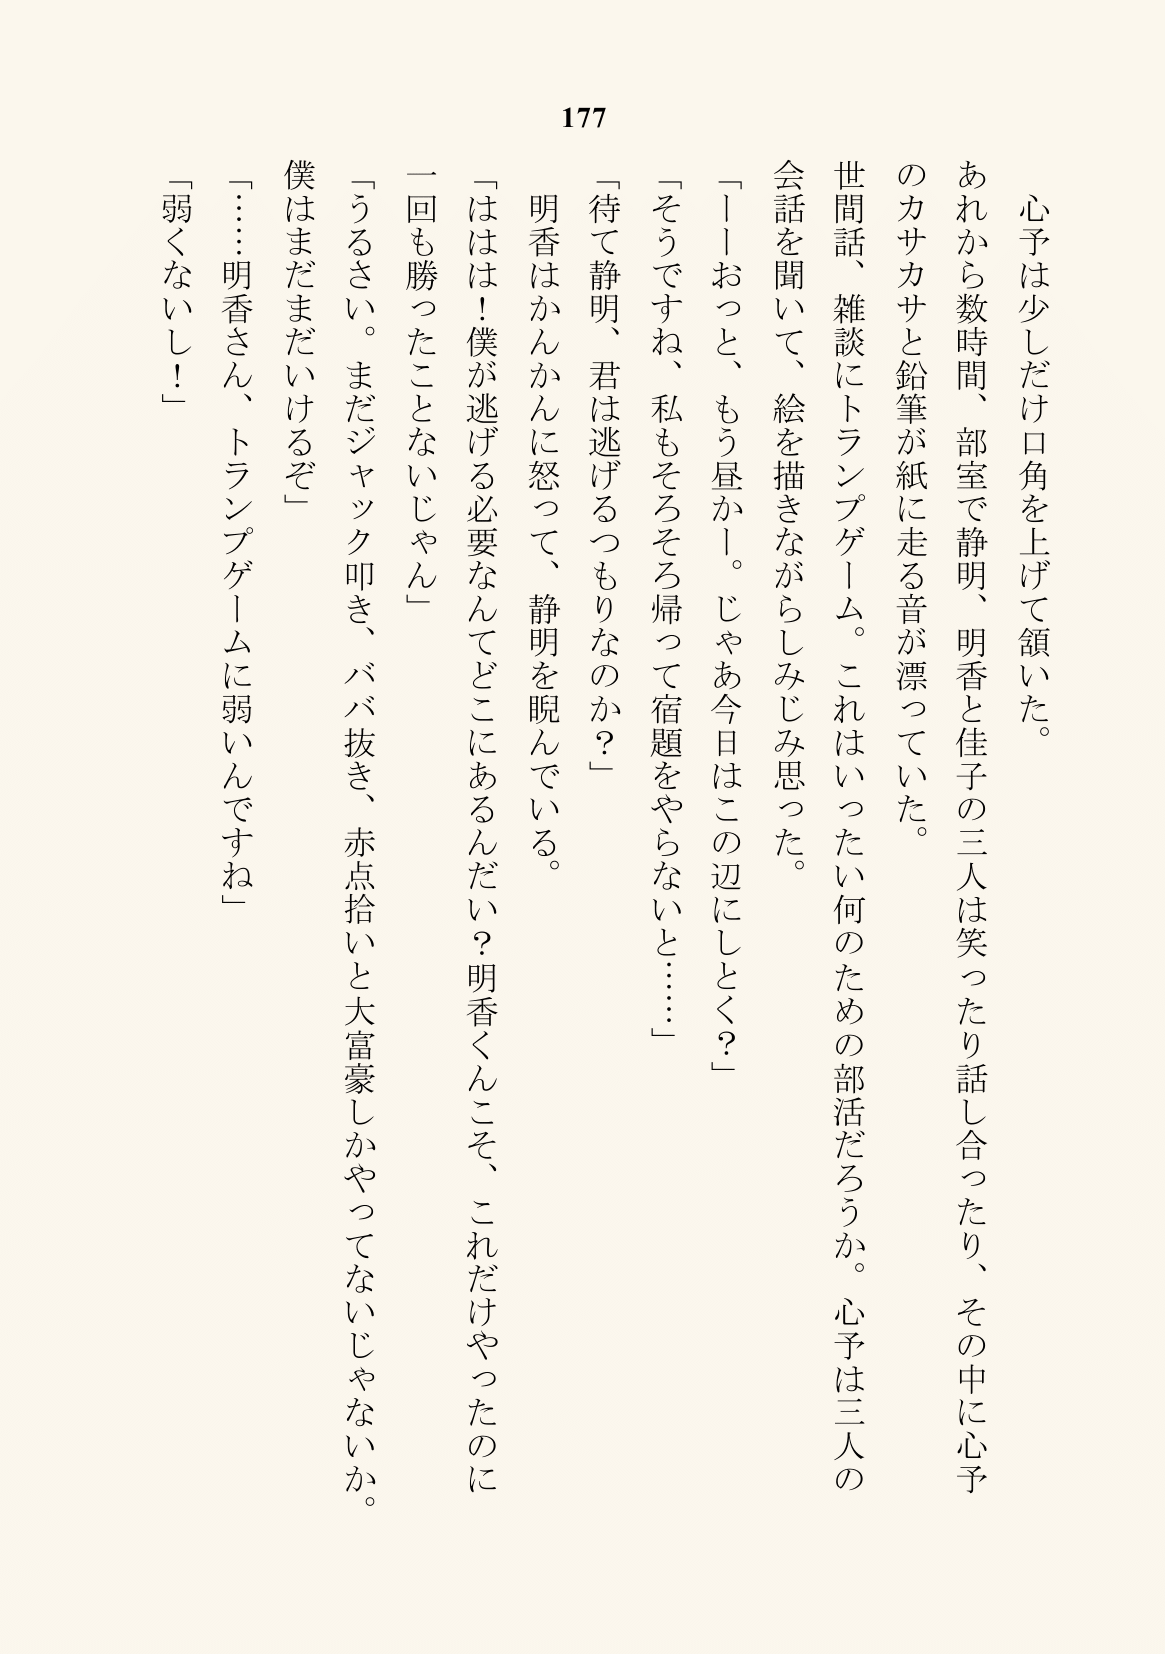 177
　心予は少しだけ口角を上げて頷いた。
あれから数時間、部室で静明、明香と佳子の三人は笑ったり話し合ったり、その中に心予
のカサカサと鉛筆が紙に走る音が漂っていた。
世間話、雑談にトランプゲーム。これはいったい何のための部活だろうか。心予は三人の
会話を聞いて、絵を描きながらしみじみ思った。
「ーーおっと、もう昼かー。じゃあ今日はこの辺にしとく？」
「そうですね、私もそろそろ帰って宿題をやらないと……」
「待て静明、君は逃げるつもりなのか？」
　明香はかんかんに怒って、静明を睨んでいる。
「ははは！僕が逃げる必要なんてどこにあるんだい？明香くんこそ、これだけやったのに
一回も勝ったことないじゃん」
「うるさい。まだジャック叩き、ババ抜き、赤点拾いと大富豪しかやってないじゃないか。
僕はまだまだいけるぞ」
「……明香さん、トランプゲームに弱いんですね」
「弱くないし！」